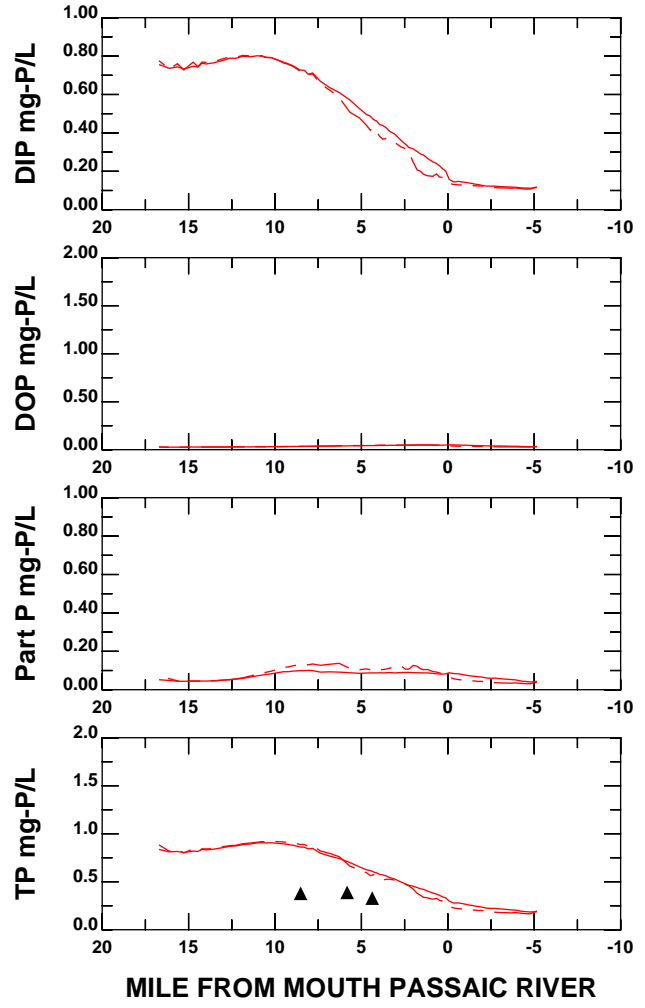 DIP mg-P/L
1.00
0.80
0.60
0.40
0.20
0.00
20 15 10 5 0 -5 -10
DOP mg-P/L
2.00
1.50
1.00
0.50
0.00
20 15 10 5 0 -5 -10
Part P mg-P/L
1.00
0.80
0.60
0.40
0.20
0.00
20 15 10 5 0 -5 -10
TP mg-P/L
2.0
1.5
1.0
0.5
0.0
20 15 10 5 0 -5 -10
MILE FROM MOUTH PASSAIC RIVER